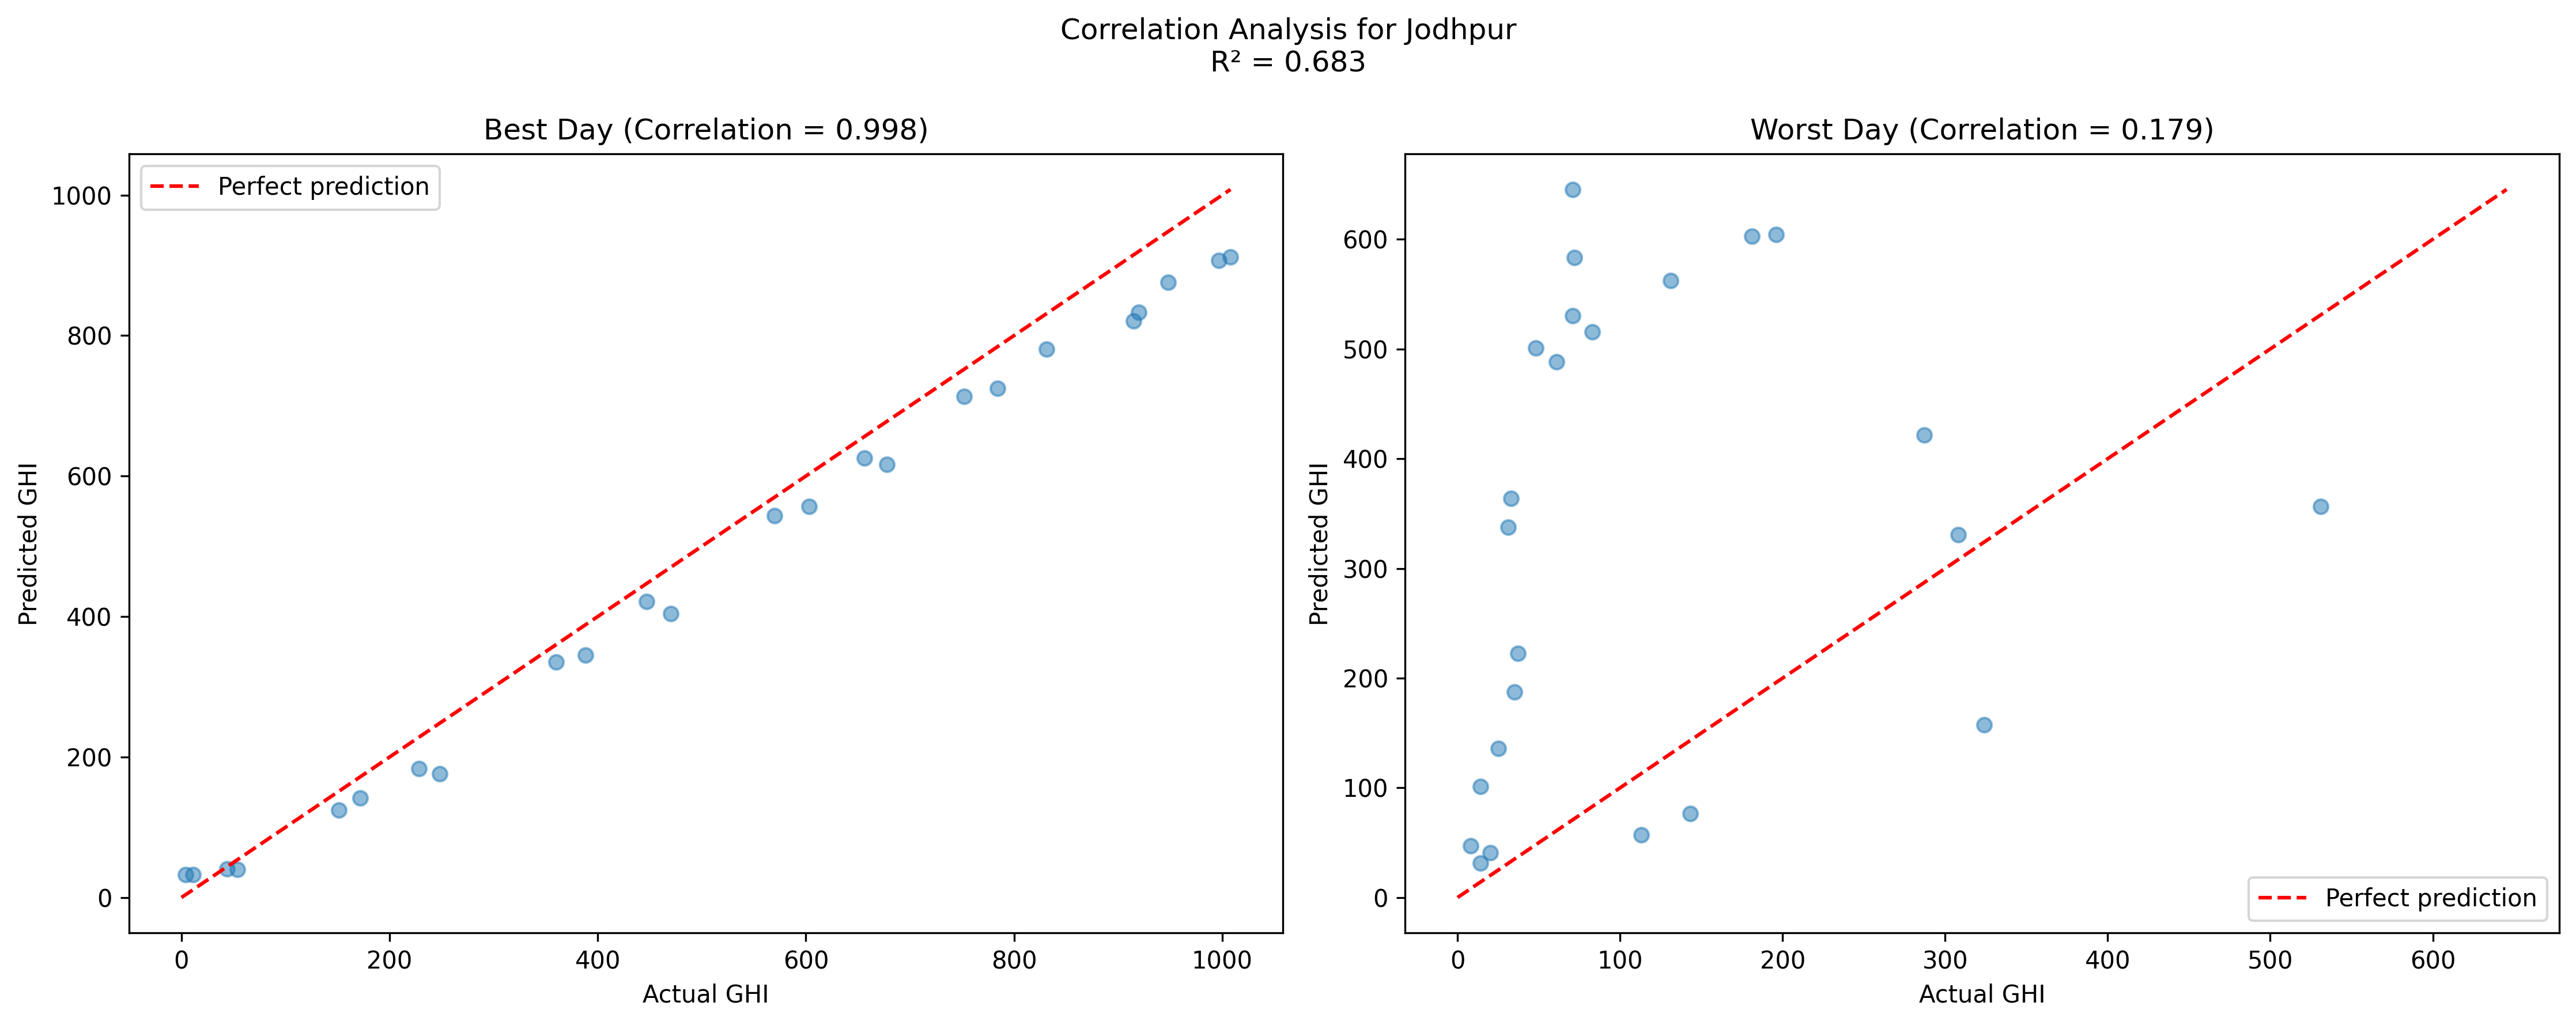 Correlation Analysis for Jodhpur
R² = 0.683
Best Day (Correlation = 0.998)
Perfect prediction
1000
800
600
400
200
0
Predicted GHI
0 200 400 600 800 1000
Actual GHI
Worst Day (Correlation = 0.179)
600
500
400
300
200
100
0
Predicted GHI
Perfect prediction
0 100 200 300 400 500 600
Actual GHI